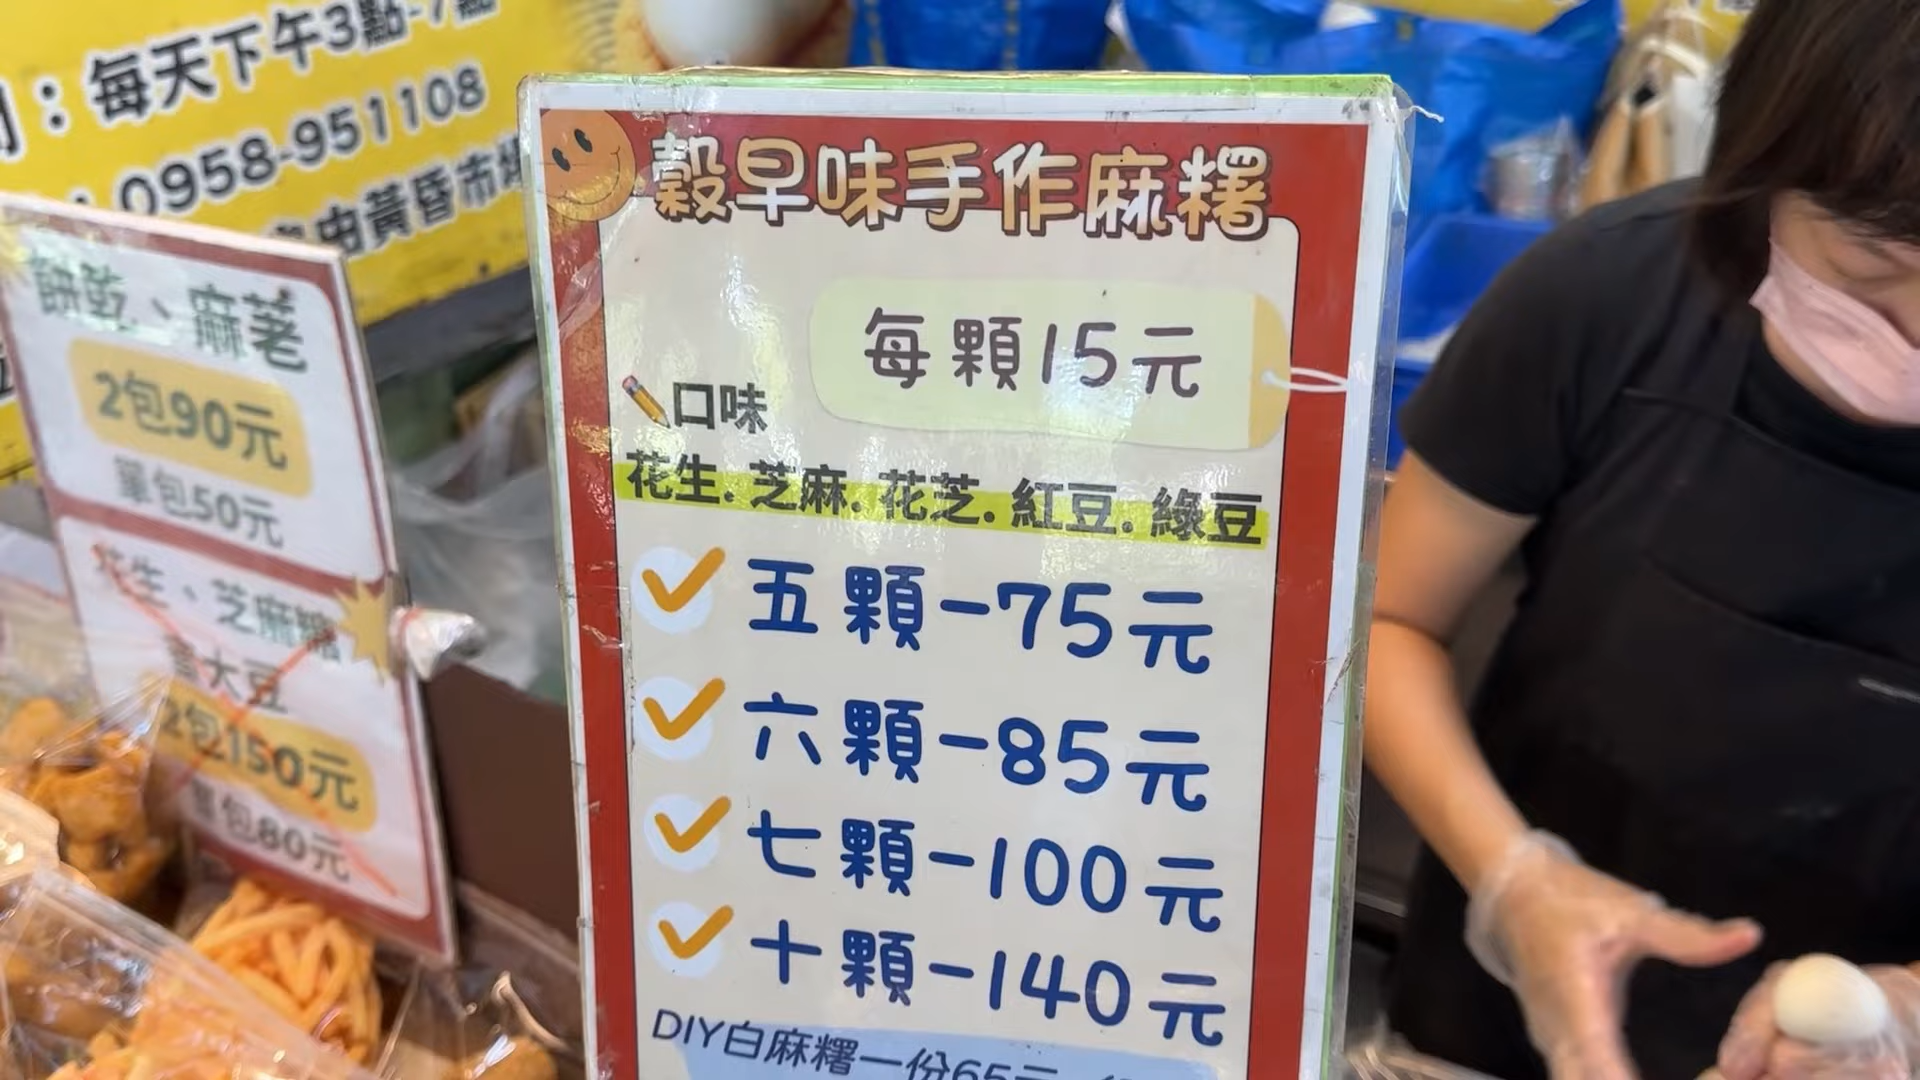 ：每天下午3點-7點
0958-951108
黃昏市場
餅乾、麻荖
2包90元
單包50元
花生、芝麻糖
大豆
2包150元
單包80元
穀早味手作麻糬
每顆15元
口味
花生.芝麻.花芝.紅豆.綠豆
五顆-75元
六顆-85元
七顆-100元
十顆-140元
DIY白麻糬一份65元